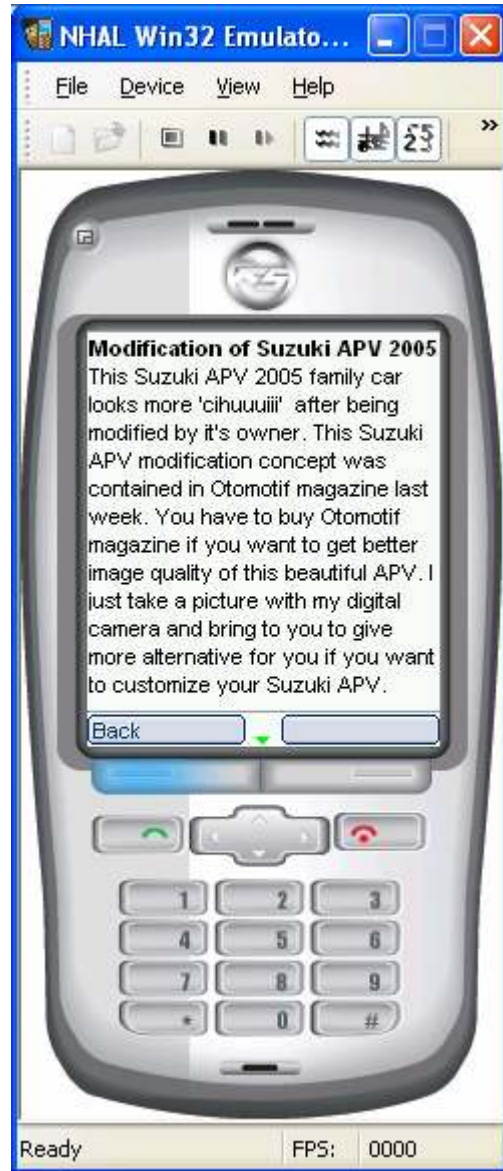 NHAL Win32 Emulato...
File Device View Help
»
Modification of Suzuki APV 2005
This Suzuki APV 2005 family car
looks more 'cihuuuiii' after being
modified by it's owner. This Suzuki
APV modification concept was
contained in Otomotif magazine last
week. You have to buy Otomotif
magazine if you want to get better
image quality of this beautiful APV. I
just take a picture with my digital
camera and bring to you to give
more alternative for you if you want
to customize your Suzuki APV.
Back
1 2 3
4 5 6
7 8 9
* 0 #
Ready FPS: 0000